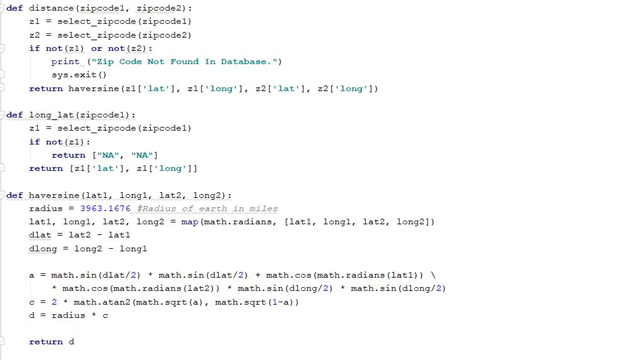 def distance(zipcode1, zipcode2):
    z1 = select_zipcode(zipcode1)
    z2 = select_zipcode(zipcode2)
    if not(z1) or not(z2):
        print ("Zip Code Not Found In Database.")
        sys.exit()
    return haversine(z1['lat'], z1['long'], z2['lat'], z2['long'])
def long_lat(zipcode1):
    z1 = select_zipcode(zipcode1)
    if not(z1):
        return ["NA", "NA"]
    return [z1['lat'], z1['long']]
def haversine(lat1, long1, lat2, long2):
    radius = 3963.1676 #Radius of earth in miles
    lat1, long1, lat2, long2 = map(math.radians, [lat1, long1, lat2, long2])
    dlat = lat2 - lat1
    dlong = long2 - long1
    a = math.sin(dlat/2) * math.sin(dlat/2) + math.cos(math.radians(lat1)) \
        * math.cos(math.radians(lat2)) * math.sin(dlong/2) * math.sin(dlong/2)
    c = 2 * math.atan2(math.sqrt(a), math.sqrt(1-a))
    d = radius * c
    return d